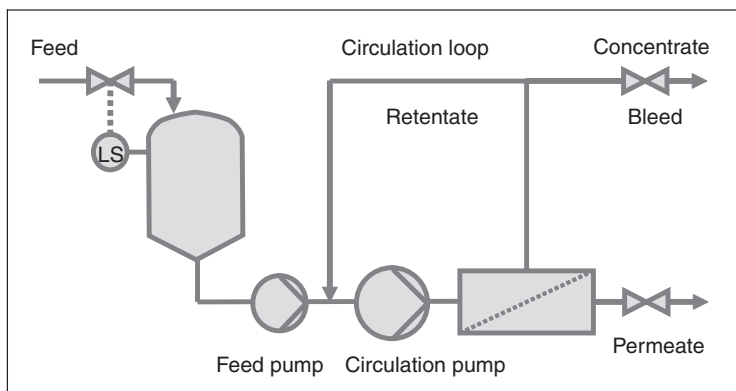 Feed
Circulation loop
Concentrate
Retentate
Bleed
LS
Feed pump
Circulation pump
Permeate